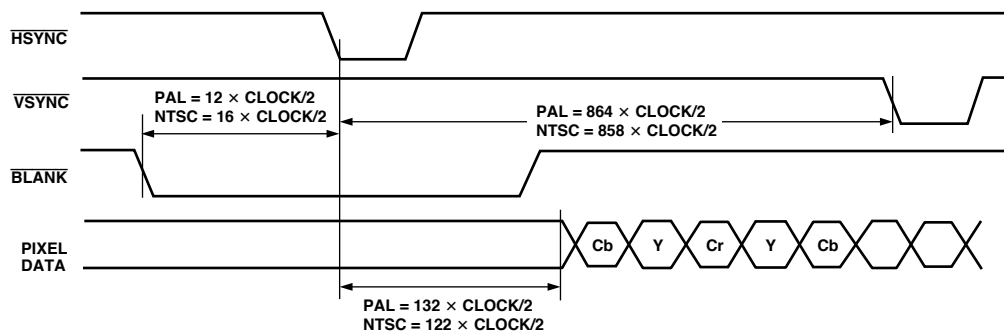 HSYNC
VSYNC
PAL = 12 × CLOCK/2
NTSC = 16 × CLOCK/2
PAL = 864 × CLOCK/2
NTSC = 858 × CLOCK/2
BLANK
PIXEL
DATA
Cb Y Cr Y Cb
PAL = 132 × CLOCK/2
NTSC = 122 × CLOCK/2